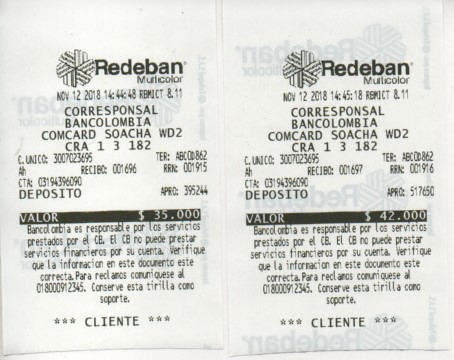 Redeban
Multicolor
NOV 12 2018 14:44:48 RBMICT 8.11
CORRESPONSAL
BANCOLOMBIA
COMCARD SOACHA WD2
CRA 1 3 182
C.UNICO: 3007023695 TER: ABCOD862
Ah RECIBO: 001696 RRN: 001915
CTA: 03194396090
DEPOSITO APRO: 395244
VALOR $ 35.000
Bancolombia es responsable por los servicios
prestados por el CB. El CB no puede prestar
servicios financieros por su cuenta. Verifique
que la informacion en este documento este
correcta.Para reclamos comuniquese al
018000912345. Conserve esta tirilla como
soporte.
*** CLIENTE ***
Redeban
Multicolor
NOV 12 2018 14:45:18 RBMICT 8.11
CORRESPONSAL
BANCOLOMBIA
COMCARD SOACHA WD2
CRA 1 3 182
C.UNICO: 3007023695 TER: ABCOD862
Ah RECIBO: 001697 RRN: 001916
CTA: 03194396090
DEPOSITO APRO: 517650
VALOR $ 42.000
Bancolombia es responsable por los servicios
prestados por el CB. El CB no puede prestar
servicios financieros por su cuenta. Verifique
que la informacion en este documento este
correcta.Para reclamos comuniquese al
018000912345. Conserve esta tirilla como
soporte.
*** CLIENTE ***